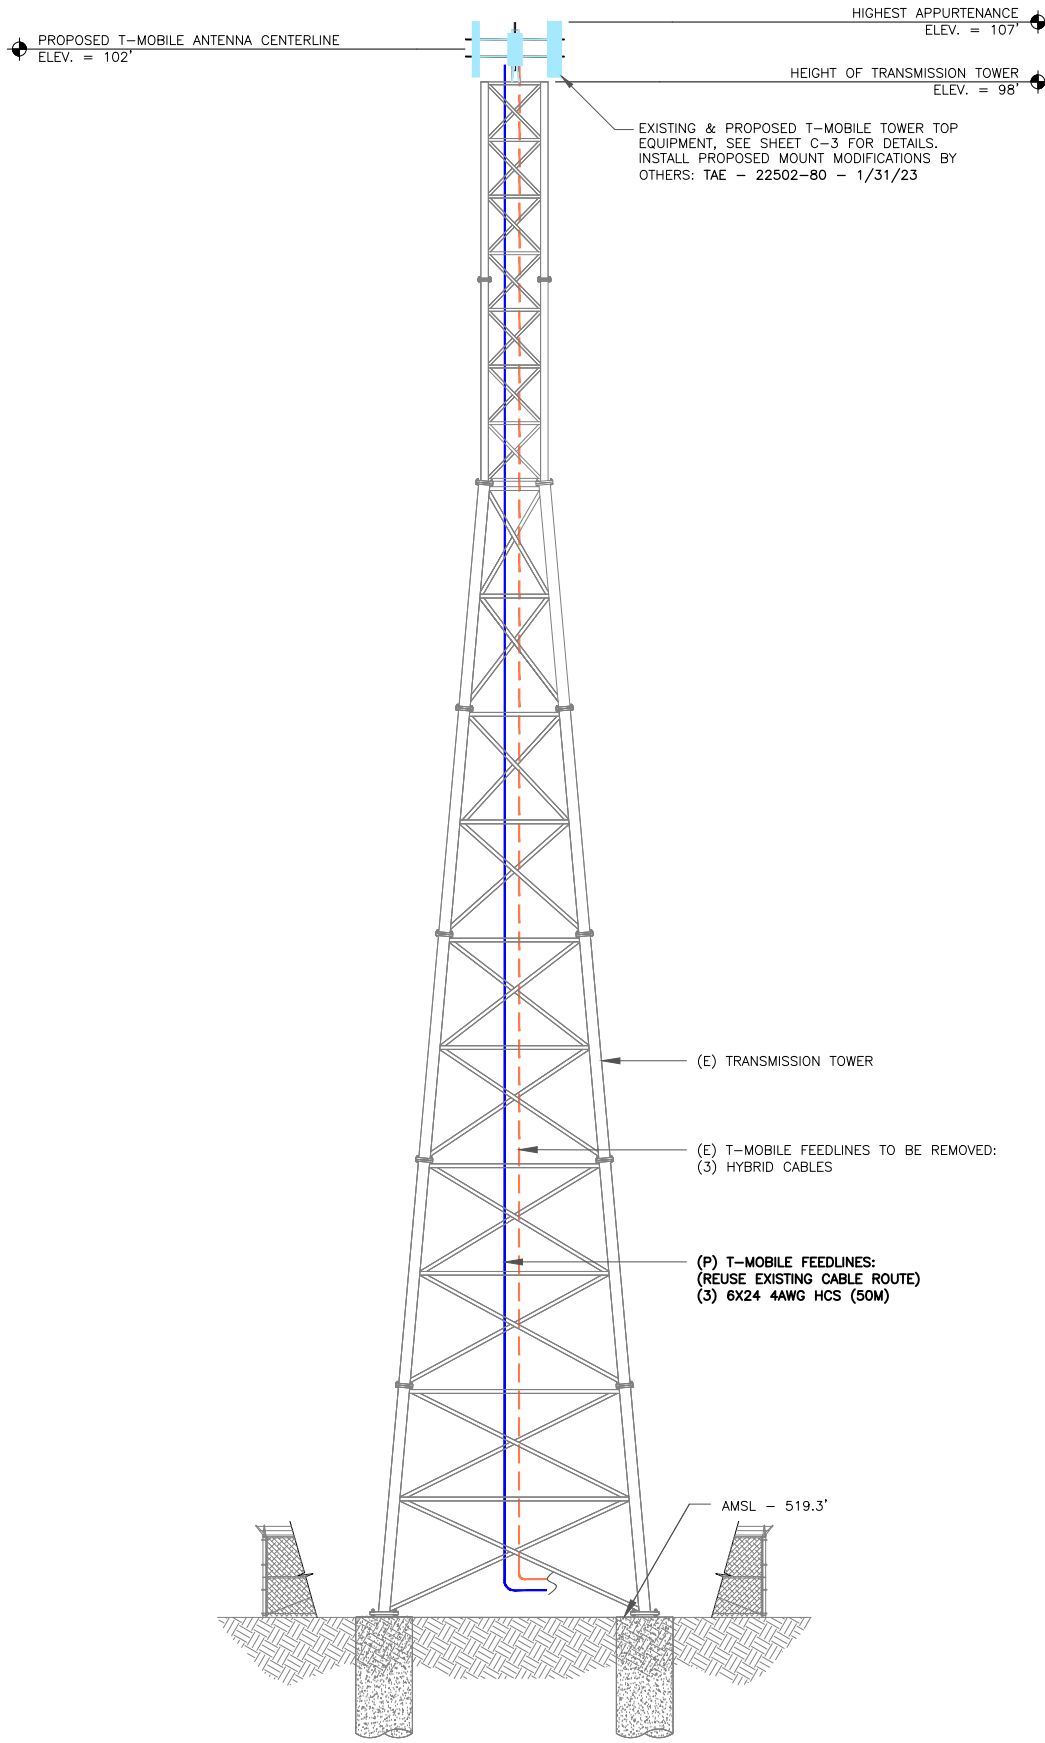 HIGHEST APPURTENANCE
ELEV. = 107'
PROPOSED T-MOBILE ANTENNA CENTERLINE
ELEV. = 102'
HEIGHT OF TRANSMISSION TOWER
ELEV. = 98'
EXISTING & PROPOSED T-MOBILE TOWER TOP
EQUIPMENT, SEE SHEET C-3 FOR DETAILS.
INSTALL PROPOSED MOUNT MODIFICATIONS BY
OTHERS: TAE - 22502-80 - 1/31/23
(E) TRANSMISSION TOWER
(E) T-MOBILE FEEDLINES TO BE REMOVED:
(3) HYBRID CABLES
(P) T-MOBILE FEEDLINES:
(REUSE EXISTING CABLE ROUTE)
(3) 6X24 4AWG HCS (50M)
AMSL - 519.3'